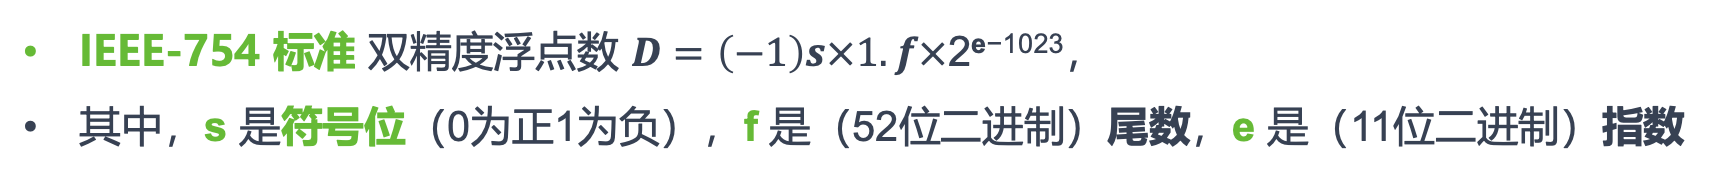 • IEEE-754 标准 双精度浮点数 D = (−1)s×1.f×2ᵉ⁻¹⁰²³,
• 其中，s 是符号位（0为正1为负），f 是（52位二进制）尾数，e 是（11位二进制）指数